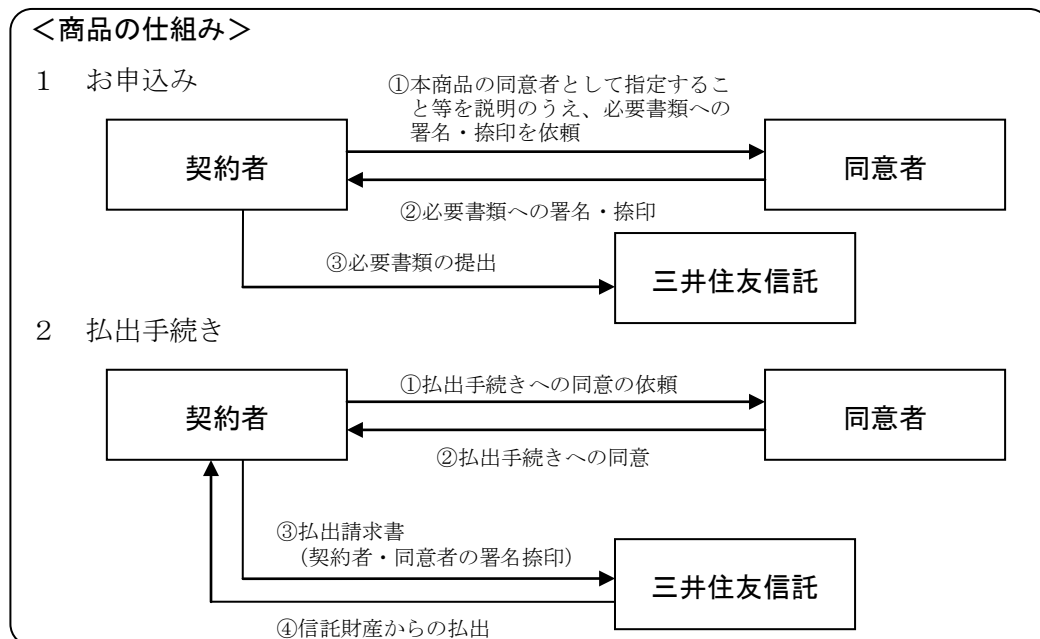 ＜商品の仕組み＞
１　お申込み
①本商品の同意者として指定するこ
と等を説明のうえ、必要書類への
署名・捺印を依頼
契約者
同意者
②必要書類への署名・捺印
③必要書類の提出
三井住友信託
２　払出手続き
①払出手続きへの同意の依頼
契約者
同意者
②払出手続きへの同意
③払出請求書
（契約者・同意者の署名捺印）
三井住友信託
④信託財産からの払出